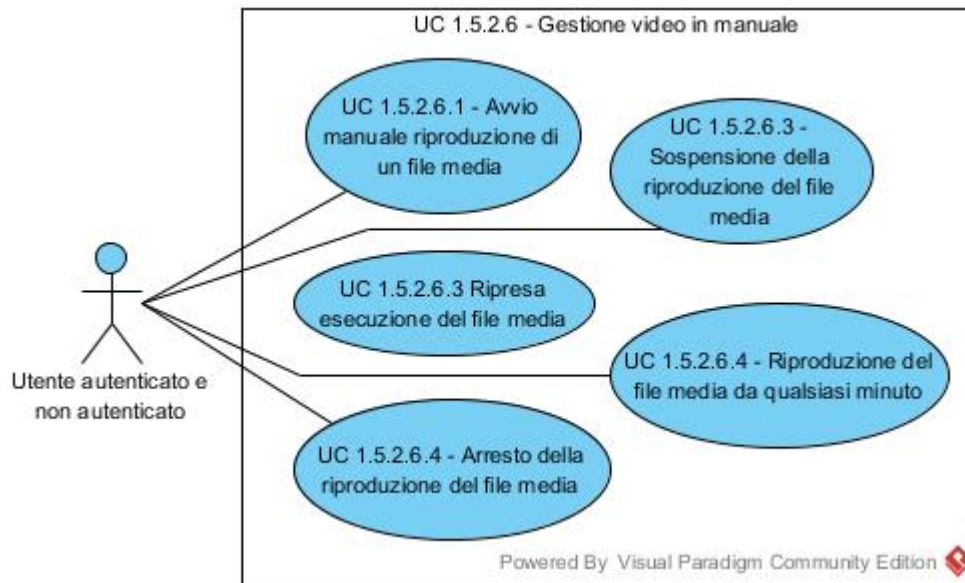 UC 1.5.2.6 - Gestione video in manuale
UC 1.5.2.6.1 - Avvio
manuale riproduzione di
un file media
UC 1.5.2.6.3 -
Sospensione della
riproduzione del file
media
UC 1.5.2.6.3 Ripresa
esecuzione del file media
UC 1.5.2.6.4 - Riproduzione del
file media da qualsiasi minuto
Utente autenticato e
non autenticato
UC 1.5.2.6.4 - Arresto della
riproduzione del file media
Powered By Visual Paradigm Community Edition